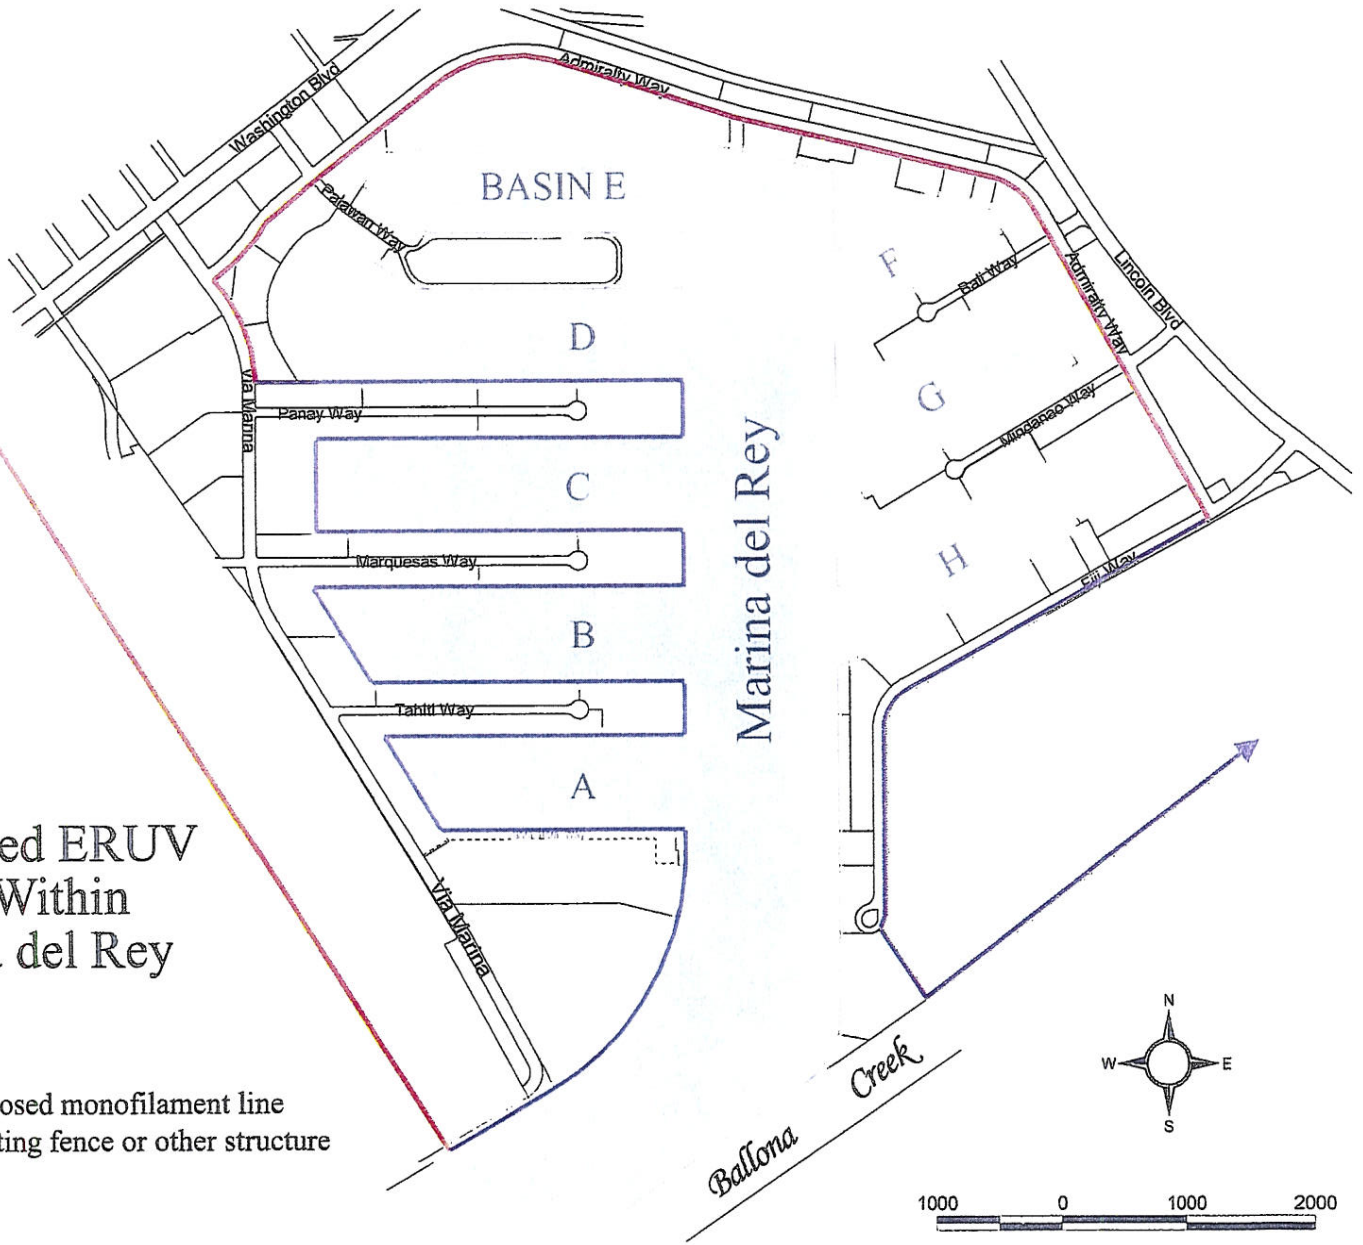 Washington Blvd
Admiralty Way
BASIN E
Palawan Way
F
Bali Way
Admiralty Way
Lincoln Blvd
D
Via Marina
Panay Way
G
Mindanao Way
C
Marina del Rey
Marquesas Way
H
Fiji Way
B
Tahiti Way
A
ed ERUV
Within
del Rey
Via Marina
N
W E
S
osed monofilament line
ting fence or other structure
Ballona Creek
1000 0 1000 2000